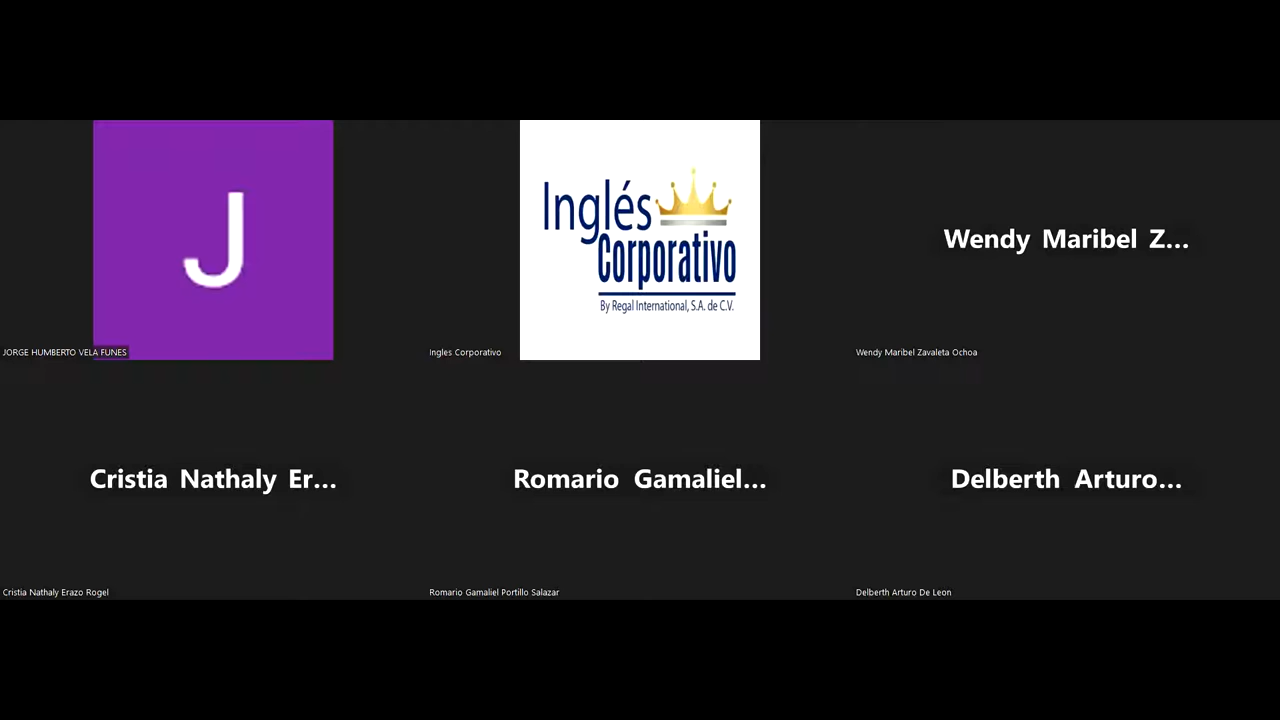 J
Inglés
Corporativo
By Regal International, S.A. de C.V.
Wendy Maribel Z...
JORGE HUMBERTO VELA FUNES
Ingles Corporativo
Wendy Maribel Zavaleta Ochoa
Cristia Nathaly Er...
Romario Gamaliel...
Delberth Arturo...
Cristia Nathaly Erazo Rogel
Romario Gamaliel Portillo Salazar
Delberth Arturo De Leon